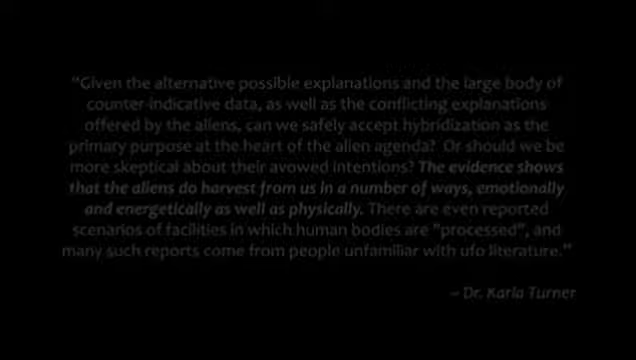 “Given the alternative possible explanations and the large body of
counter-indicative data, as well as the conflicting explanations
offered by the aliens, can we safely accept hybridization as the
primary purpose at the heart of the alien agenda?  Or should we be
more skeptical about their avowed intentions? The evidence shows
that the aliens do harvest from us in a number of ways, emotionally
and energetically as well as physically. There are even reported
scenarios of facilities in which human bodies are "processed", and
many such reports come from people unfamiliar with ufo literature.”
– Dr. Karla Turner